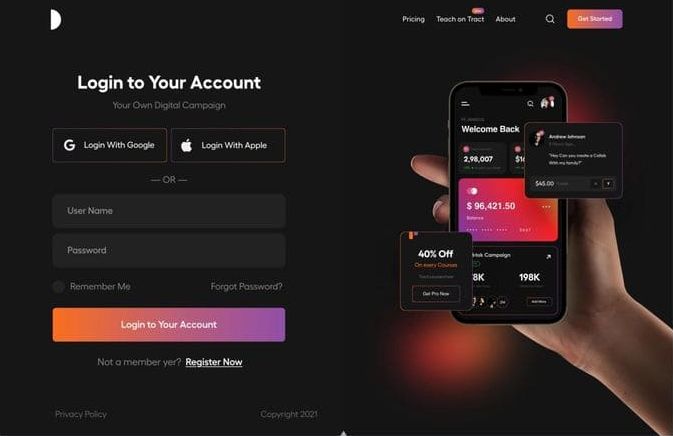 Pricing
Teach on Tract
About
Get Started
Login to Your Account
Your Own Digital Campaign
G Login With Google
Login With Apple
— OR —
User Name
Password
Remember Me
Forgot Password?
Login to Your Account
Not a member yer? Register Now
Privacy Policy
Copyright 2021
Welcome Back
2,98,007
Andrew Johnson
"Hey Can you create a Collab
With my family?"
$45.00
$ 96,421.50
Balance
40% Off
On every Courses
Get Pro Now
Campaign
198K
Add More